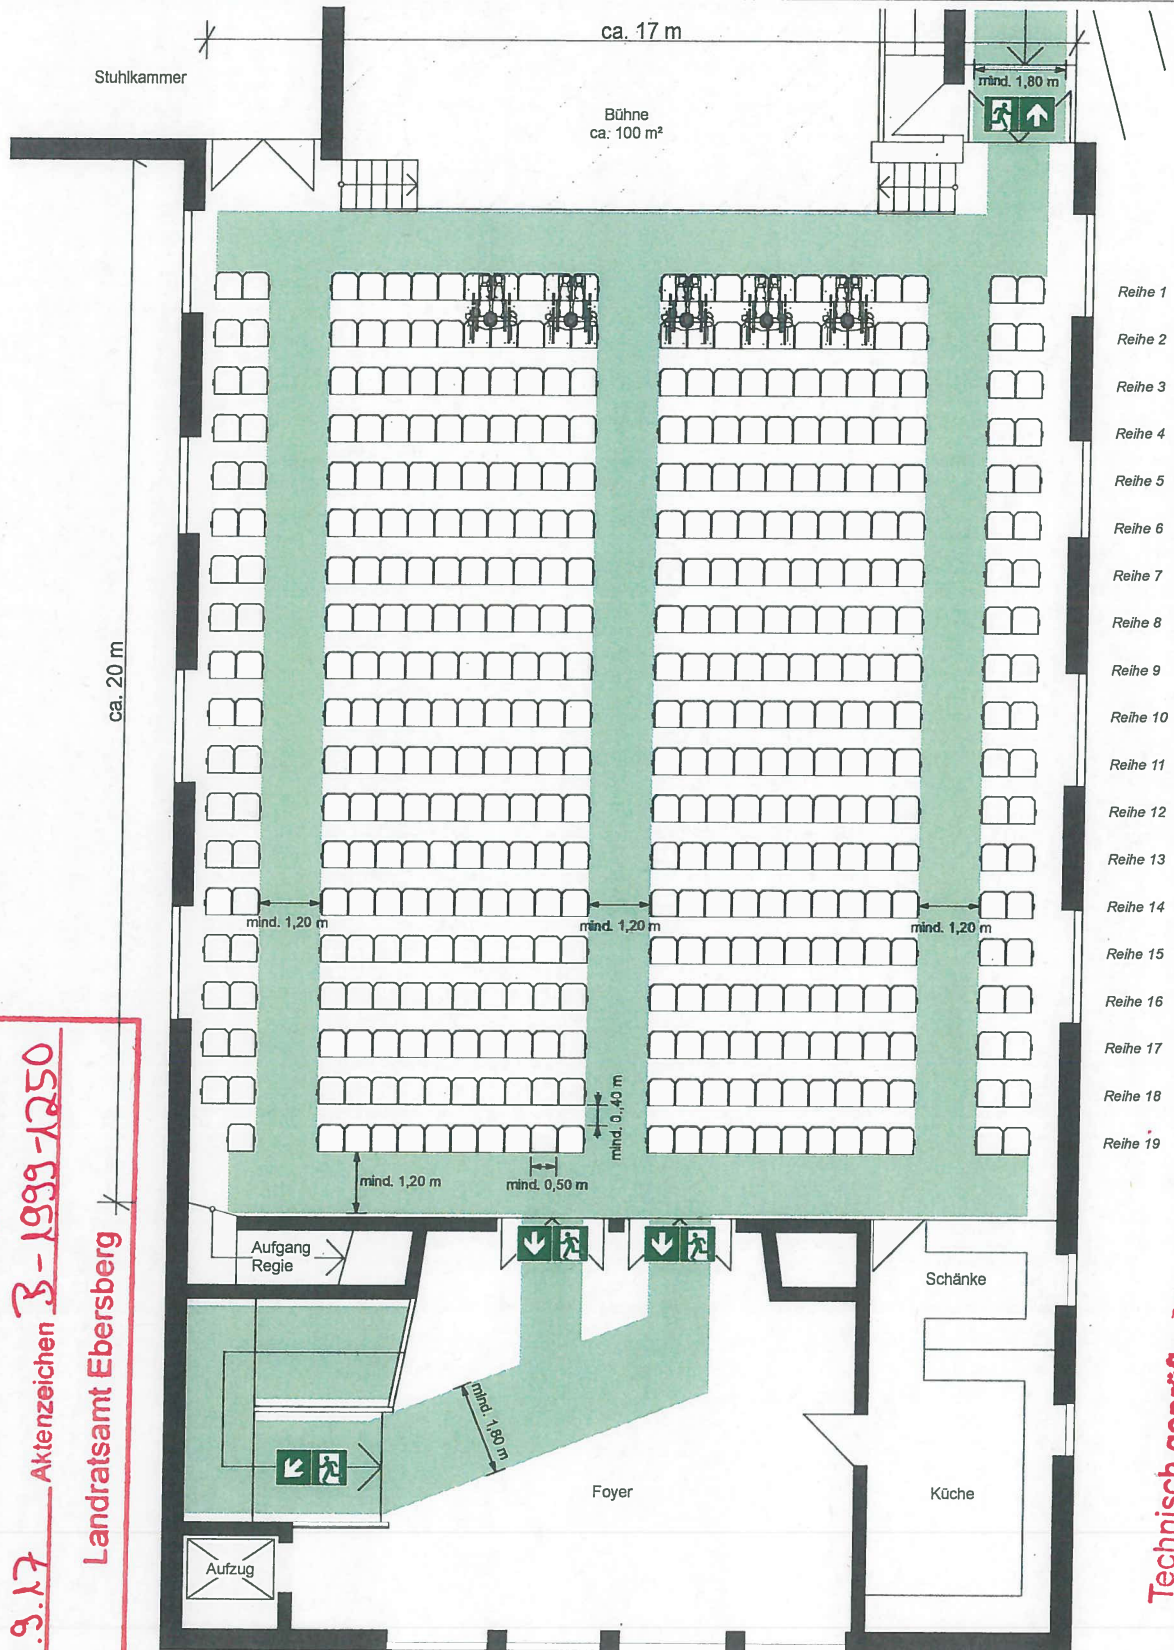 ca. 17 m
Stuhlkammer
mind. 1,80 m
Bühne
ca. 100 m²
Reihe 1
Reihe 2
Reihe 3
Reihe 4
Reihe 5
Reihe 6
Reihe 7
Reihe 8
ca. 20 m
Reihe 9
Reihe 10
Reihe 11
Reihe 12
Reihe 13
Reihe 14
mind. 1,20 m
mind. 1,20 m
mind. 1,20 m
Reihe 15
Reihe 16
Reihe 17
Reihe 18
mind. 0,40 m
Reihe 19
mind. 1,20 m
mind. 0,50 m
Aufgang
Regie
Schänke
mind. 1,80 m
Foyer
Küche
Aufzug
.9.17 Aktenzeichen B-1999-1250
Landratsamt Ebersberg
Technisch